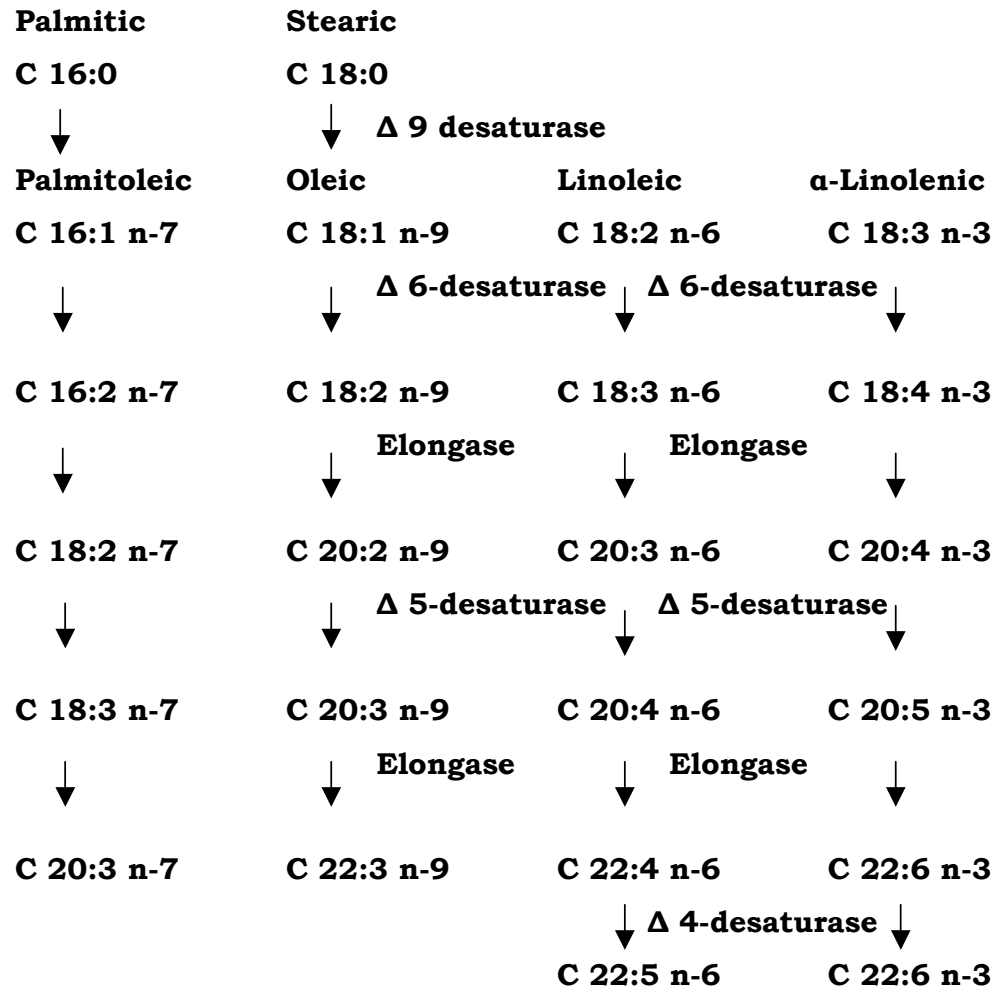 Palmitic Stearic
C 16:0 C 18:0
Δ 9 desaturase
Palmitoleic Oleic Linoleic α-Linolenic
C 16:1 n-7 C 18:1 n-9 C 18:2 n-6 C 18:3 n-3
Δ 6-desaturase Δ 6-desaturase
C 16:2 n-7 C 18:2 n-9 C 18:3 n-6 C 18:4 n-3
Elongase Elongase
C 18:2 n-7 C 20:2 n-9 C 20:3 n-6 C 20:4 n-3
Δ 5-desaturase Δ 5-desaturase
C 18:3 n-7 C 20:3 n-9 C 20:4 n-6 C 20:5 n-3
Elongase Elongase
C 20:3 n-7 C 22:3 n-9 C 22:4 n-6 C 22:6 n-3
Δ 4-desaturase
C 22:5 n-6 C 22:6 n-3